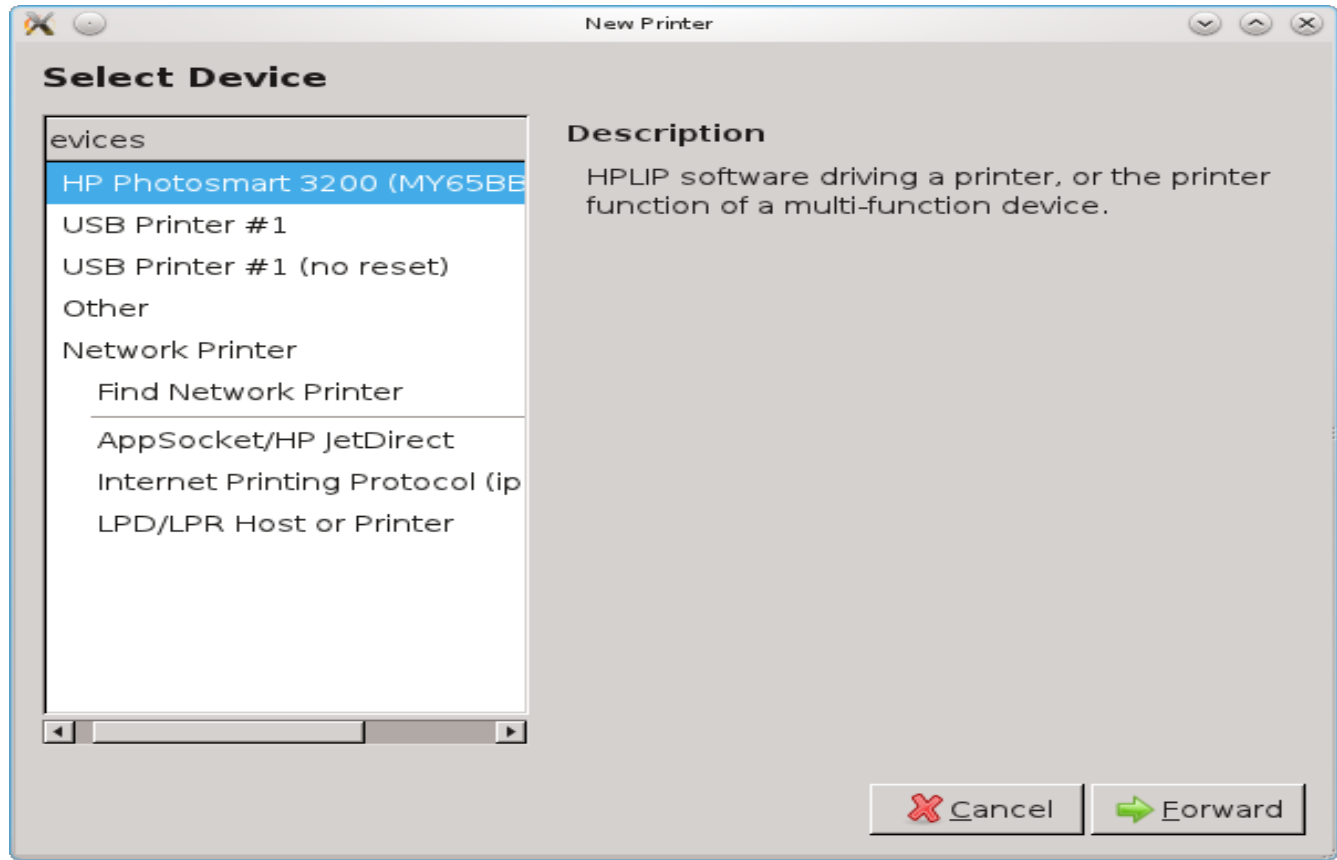 New Printer
Select Device
evices
HP Photosmart 3200 (MY65BB
USB Printer #1
USB Printer #1 (no reset)
Other
Network Printer
Find Network Printer
AppSocket/HP JetDirect
Internet Printing Protocol (ip
LPD/LPR Host or Printer
Description
HPLIP software driving a printer, or the printer
function of a multi-function device.
Cancel
Forward